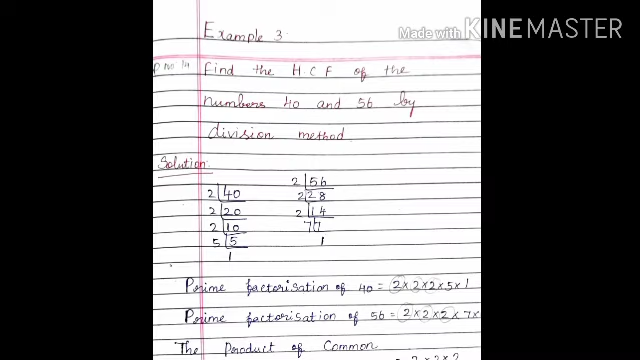 Example 3
Made with KINEMASTER
P no 14
Find the H.C.F of the
numbers 40 and 56 by
division method
Solution:
2 | 40
2 | 20
2 | 10
5 | 5
1
2 | 56
2 | 28
2 | 14
7 | 7
1
Prime factorisation of 40 = 2×2×2×5×1
Prime factorisation of 56 = 2×2×2×7×
The Product of Common
= 2×2×2